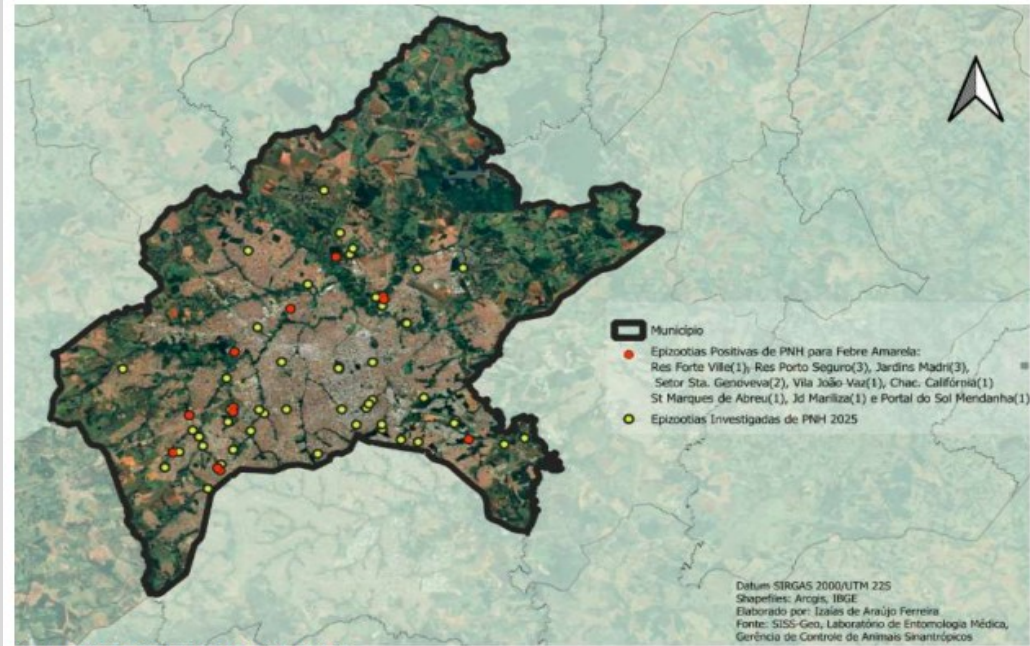 Município
Epizootias Positivas de PNH para Febre Amarela:
Res Forte Ville(1); Res Porto Seguro(3), Jardins Madri(3),
Setor Sta. Genoveva(2), Vila João Vaz(1), Chac. Califórnia(1)
St Marques de Abreu(1), Jd Mariliza(1) e Portal do Sol Mendanha(1)
Epizootias Investigadas de PNH 2025
Datum SIRGAS 2000/UTM 22S
Shapefiles: Arcgis, IBGE
Elaborado por: Izaías de Araújo Ferreira
Fonte: SISS-Geo, Laboratório de Entomologia Médica,
Gerência de Controle de Animais Sinantrópicos